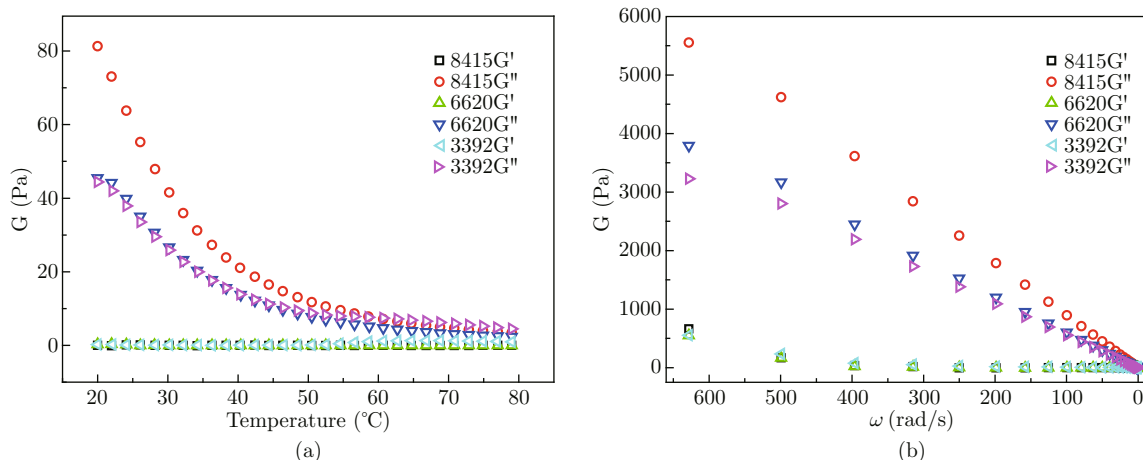 80
60
40
20
0
G (Pa)
20 30 40 50 60 70 80
Temperature (℃)
8415G'
8415G"
6620G'
6620G"
3392G'
3392G"
(a)
6000
5000
4000
3000
2000
1000
0
G (Pa)
600 500 400 300 200 100 0
ω (rad/s)
8415G'
8415G"
6620G'
6620G"
3392G'
3392G"
(b)